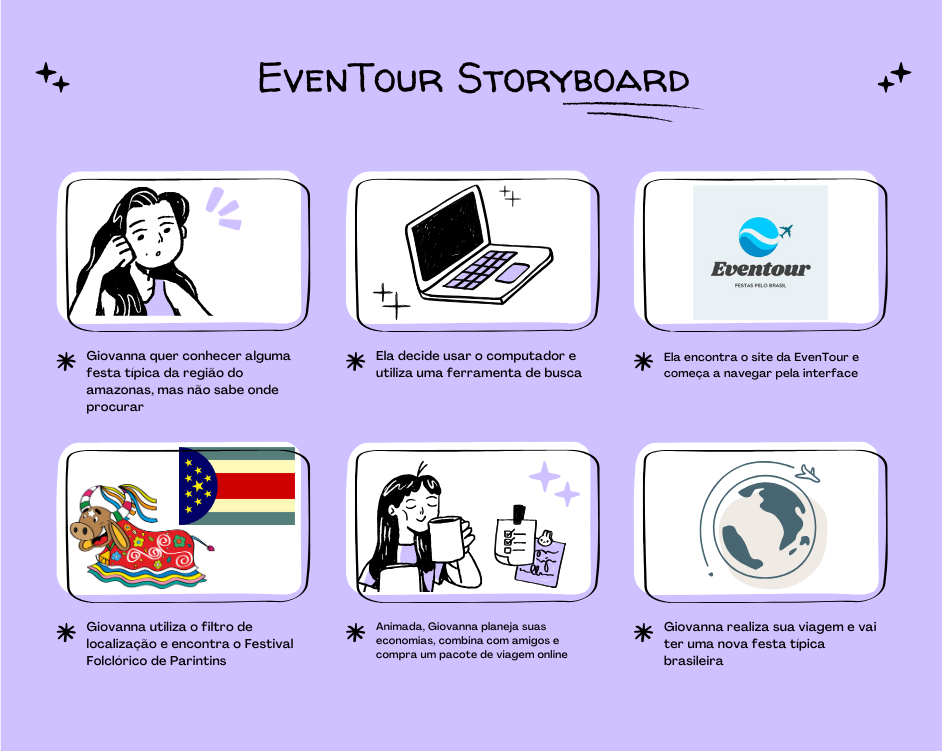 EvenTour Storyboard
Giovanna quer conhecer alguma
festa típica da região do
amazonas, mas não sabe onde
procurar
Ela decide usar o computador e
utiliza uma ferramenta de busca
Eventour
FESTAS PELO BRASIL
Ela encontra o site da EvenTour e
começa a navegar pela interface
Giovanna utiliza o filtro de
localização e encontra o Festival
Folclórico de Parintins
Animada, Giovanna planeja suas
economias, combina com amigos e
compra um pacote de viagem online
Giovanna realiza sua viagem e vai
ter uma nova festa típica
brasileira